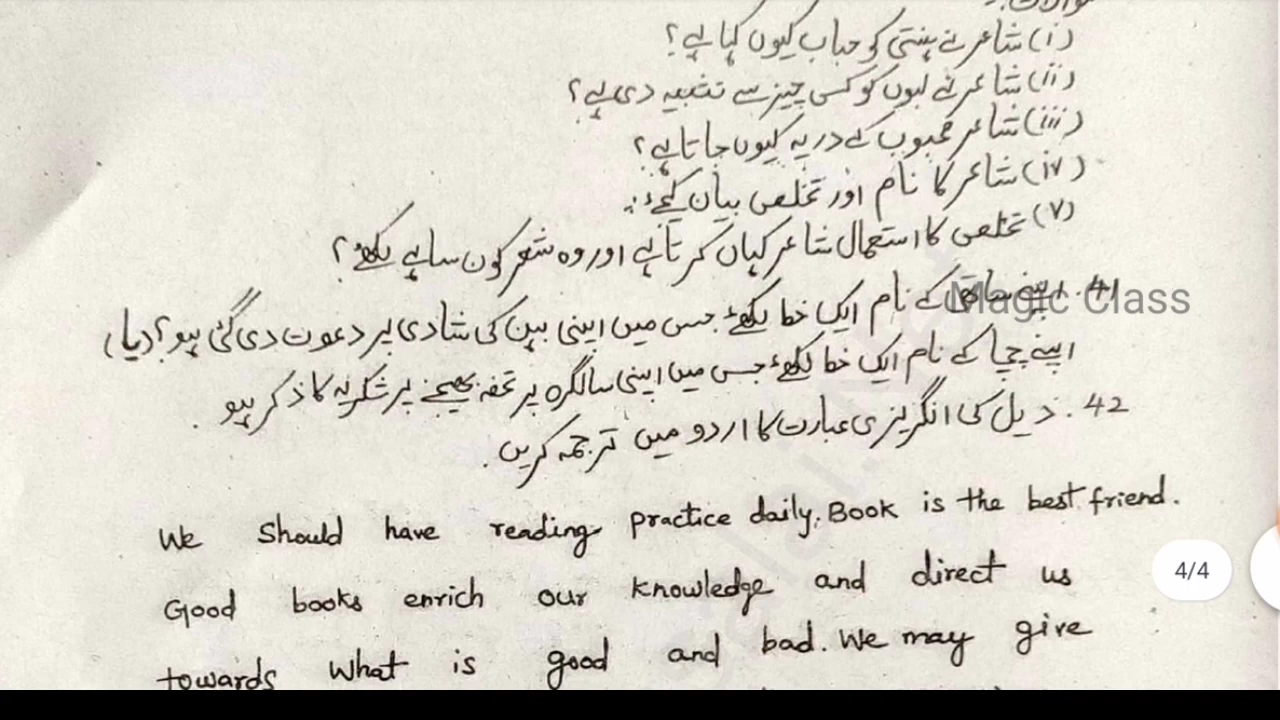 (i) شاعر نے ہستی کو حباب کیوں کہا ہے؟
(ii) شاعر نے لبوں کو کس چیز سے تشبیہ دی ہے؟
(iii) شاعر محبوب کے در پہ کیوں جاتا ہے؟
(iv) شاعر کا نام اور تخلص بیان کیجئے۔
(v) تخلص کا استعمال شاعر کہاں کرتا ہے اور وہ شعر کون سا ہے لکھئے؟
41. اپنے ساتھی کے نام ایک خط لکھئے جس میں اپنی بہن کی شادی پر دعوت دی گئی ہو؟ (یا)
Magic Class
اپنے چچا کے نام ایک خط لکھئے جس میں اپنی سالگرہ پر تحفہ بھیجنے پر شکریہ کا ذکر ہو۔
42. ذیل کی انگریزی عبارت کا اردو میں ترجمہ کریں۔
We should have reading practice daily. Book is the best friend.
Good books enrich our knowledge and direct us
4/4
towards what is good and bad. We may give